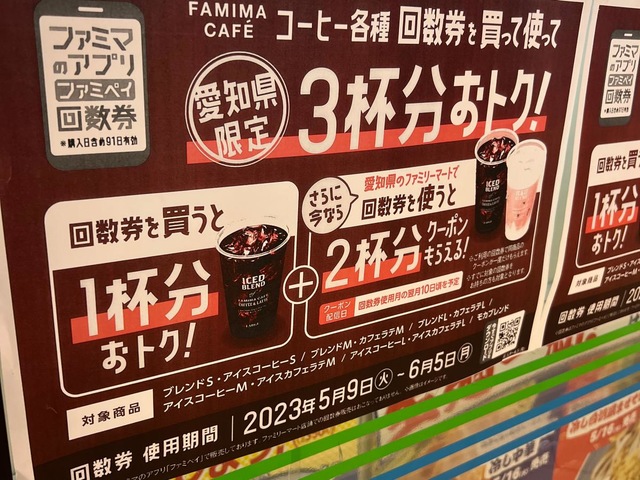 ファミマ
のアプリ
ファミペイ
回数券
※購入日含め91日有効
FAMIMA
CAFÉ
コーヒー各種 回数券を買って使って
愛知県
限定
3杯分おトク!
回数券を買うと
1杯分
おトク!
ICED
BLEND
+
さらに
今なら
愛知県のファミリーマートで
回数券を使うと
2杯分クーポン
もらえる!
クーポン
配信日
回数券使用月の翌月10日頃を予定
ICED
BLEND
対象商品
ブレンドS・アイスコーヒーS / ブレンドM・カフェラテM / ブレンドL・カフェラテL /
アイスコーヒーM・アイスカフェラテM / アイスコーヒーL・アイスカフェラテL / モカブレンド
回数券 使用期間
2023年5月9日(火)~6月5日(月)
ファミマ
のアプリ
ファミペイ
回数券
回数券を買
1杯分
おトク!
対象商品
回数券 使用期間
冷し中華